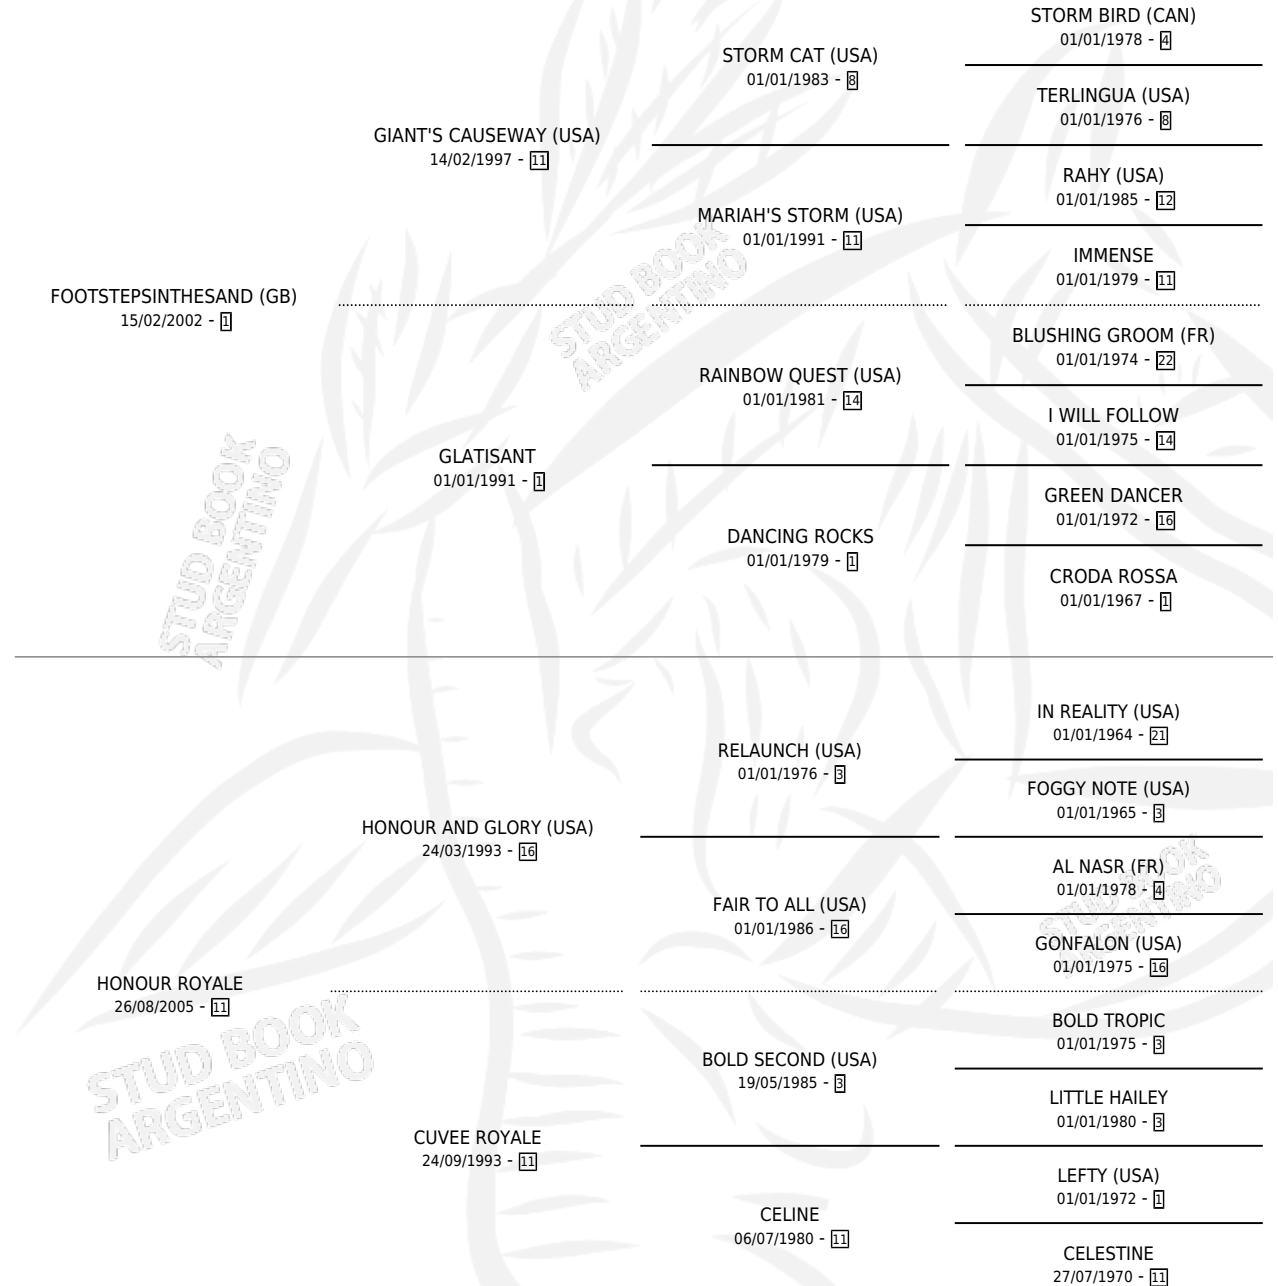 STORM BIRD (CAN)
01/01/1978 - 4
STORM CAT (USA)
01/01/1983 - 8
TERLINGUA (USA)
01/01/1976 - 8
GIANT'S CAUSEWAY (USA)
14/02/1997 - 11
RAHY (USA)
01/01/1985 - 12
MARIAH'S STORM (USA)
01/01/1991 - 11
IMMENSE
01/01/1979 - 11
FOOTSTEPSINTHESAND (GB)
15/02/2002 - 1
BLUSHING GROOM (FR)
01/01/1974 - 22
RAINBOW QUEST (USA)
01/01/1981 - 14
I WILL FOLLOW
01/01/1975 - 14
GLATISANT
01/01/1991 - 1
GREEN DANCER
01/01/1972 - 16
DANCING ROCKS
01/01/1979 - 1
CRODA ROSSA
01/01/1967 - 1
IN REALITY (USA)
01/01/1964 - 21
RELAUNCH (USA)
01/01/1976 - 3
FOGGY NOTE (USA)
01/01/1965 - 3
HONOUR AND GLORY (USA)
24/03/1993 - 16
AL NASR (FR)
01/01/1978 - 4
FAIR TO ALL (USA)
01/01/1986 - 16
GONFALON (USA)
01/01/1975 - 16
HONOUR ROYALE
26/08/2005 - 11
BOLD TROPIC
01/01/1975 - 3
BOLD SECOND (USA)
19/05/1985 - 3
LITTLE HAILEY
01/01/1980 - 3
CUVEE ROYALE
24/09/1993 - 11
LEFTY (USA)
01/01/1972 - 1
CELINE
06/07/1980 - 11
CELESTINE
27/07/1970 - 11
STUD BOOK
ARGENTINO
STUD BOOK
ARGENTINO
STUD BOOK
ARGENTINO
STUD BOOK
ARGENTINO